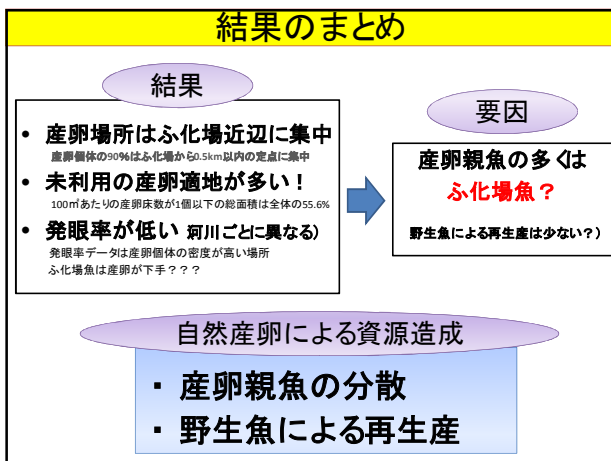 結果のまとめ
結果
• 産卵場所はふ化場近辺に集中
産卵個体の90%はふ化場から0.5km以内の定点に集中
• 未利用の産卵適地が多い！
100㎡あたりの産卵床数が1個以下の総面積は全体の55.6%
• 発眼率が低い 河川ごとに異なる)
発眼率データは産卵個体の密度が高い場所
ふ化場魚は産卵が下手？？？
要因
産卵親魚の多くは
ふ化場魚？
野生魚による再生産は少ない？)
自然産卵による資源造成
・ 産卵親魚の分散
・ 野生魚による再生産